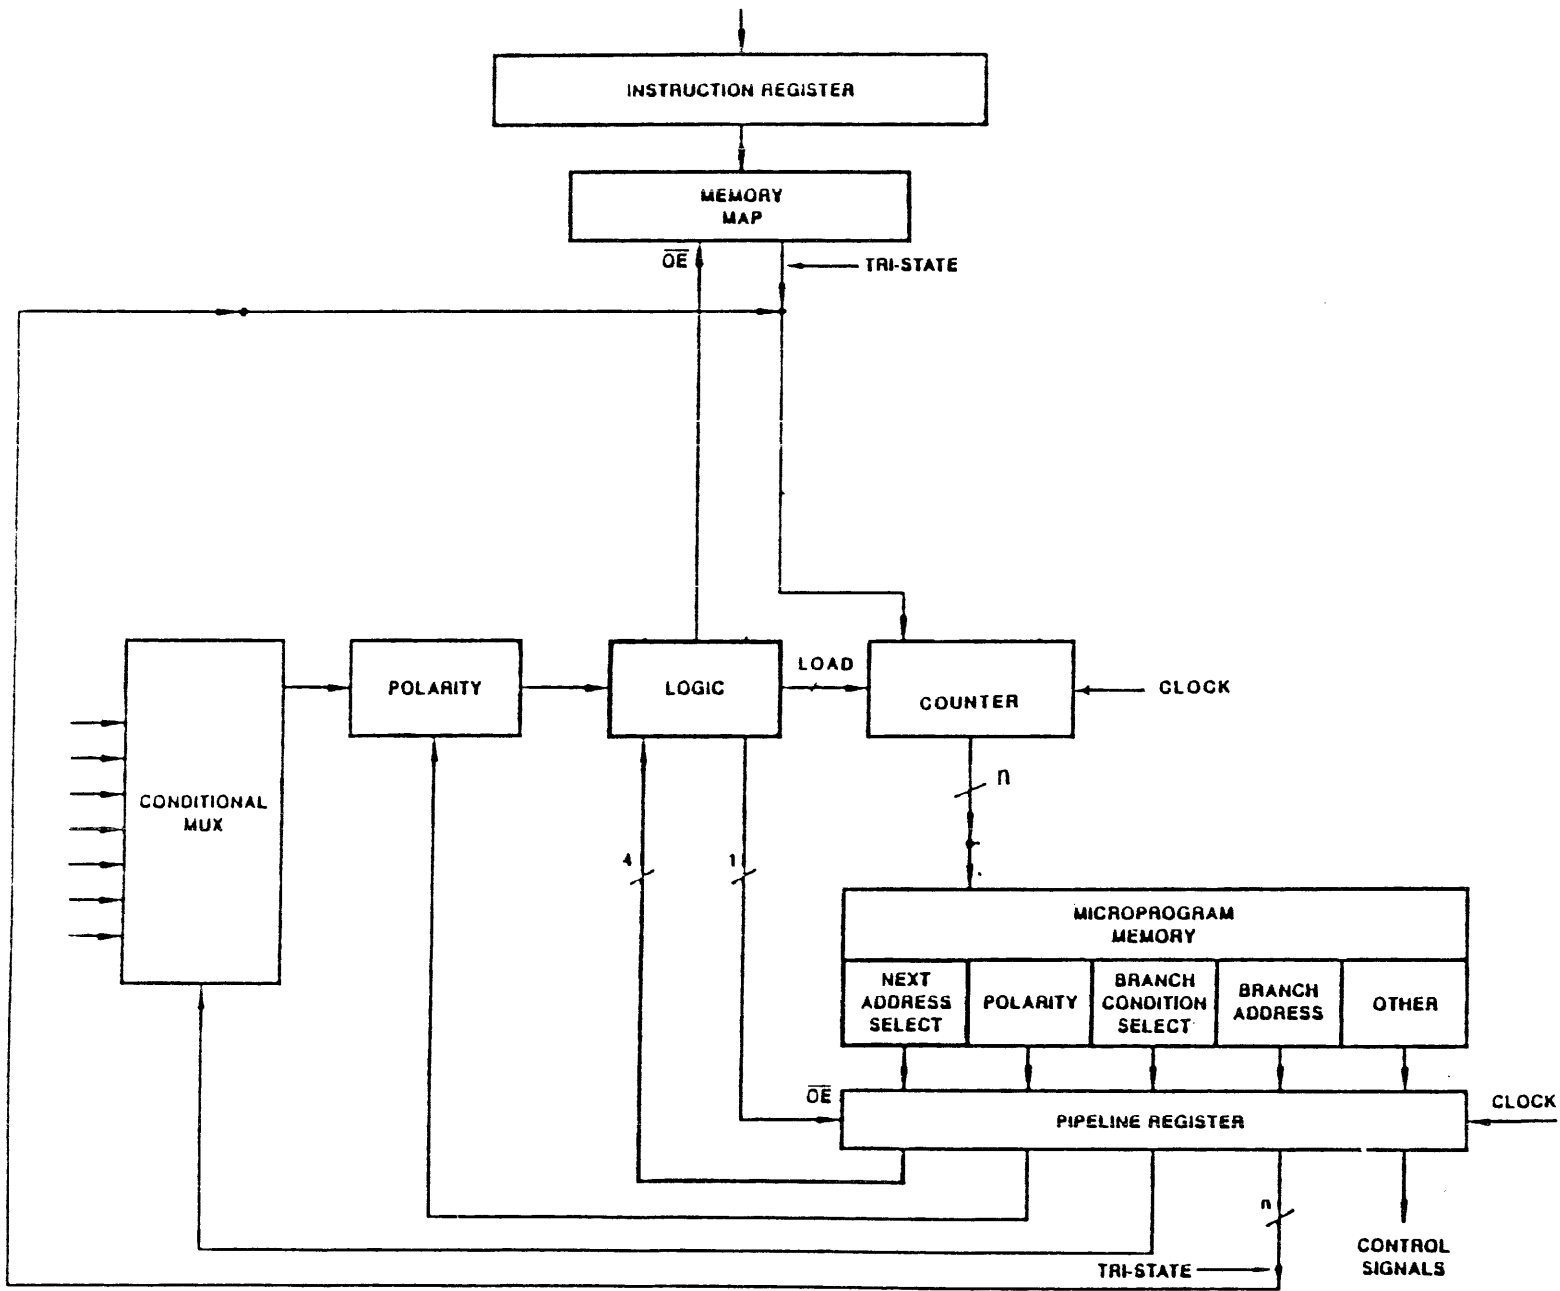 INSTRUCTION REGISTER
MEMORY
MAP
OE
TRI-STATE
POLARITY
LOGIC
LOAD
COUNTER
CLOCK
CONDITIONAL
MUX
n
4
1
MICROPROGRAM
MEMORY
NEXT
ADDRESS
SELECT
POLARITY
BRANCH
CONDITION
SELECT
BRANCH
ADDRESS
OTHER
OE
PIPELINE REGISTER
CLOCK
n
CONTROL
SIGNALS
TRI-STATE